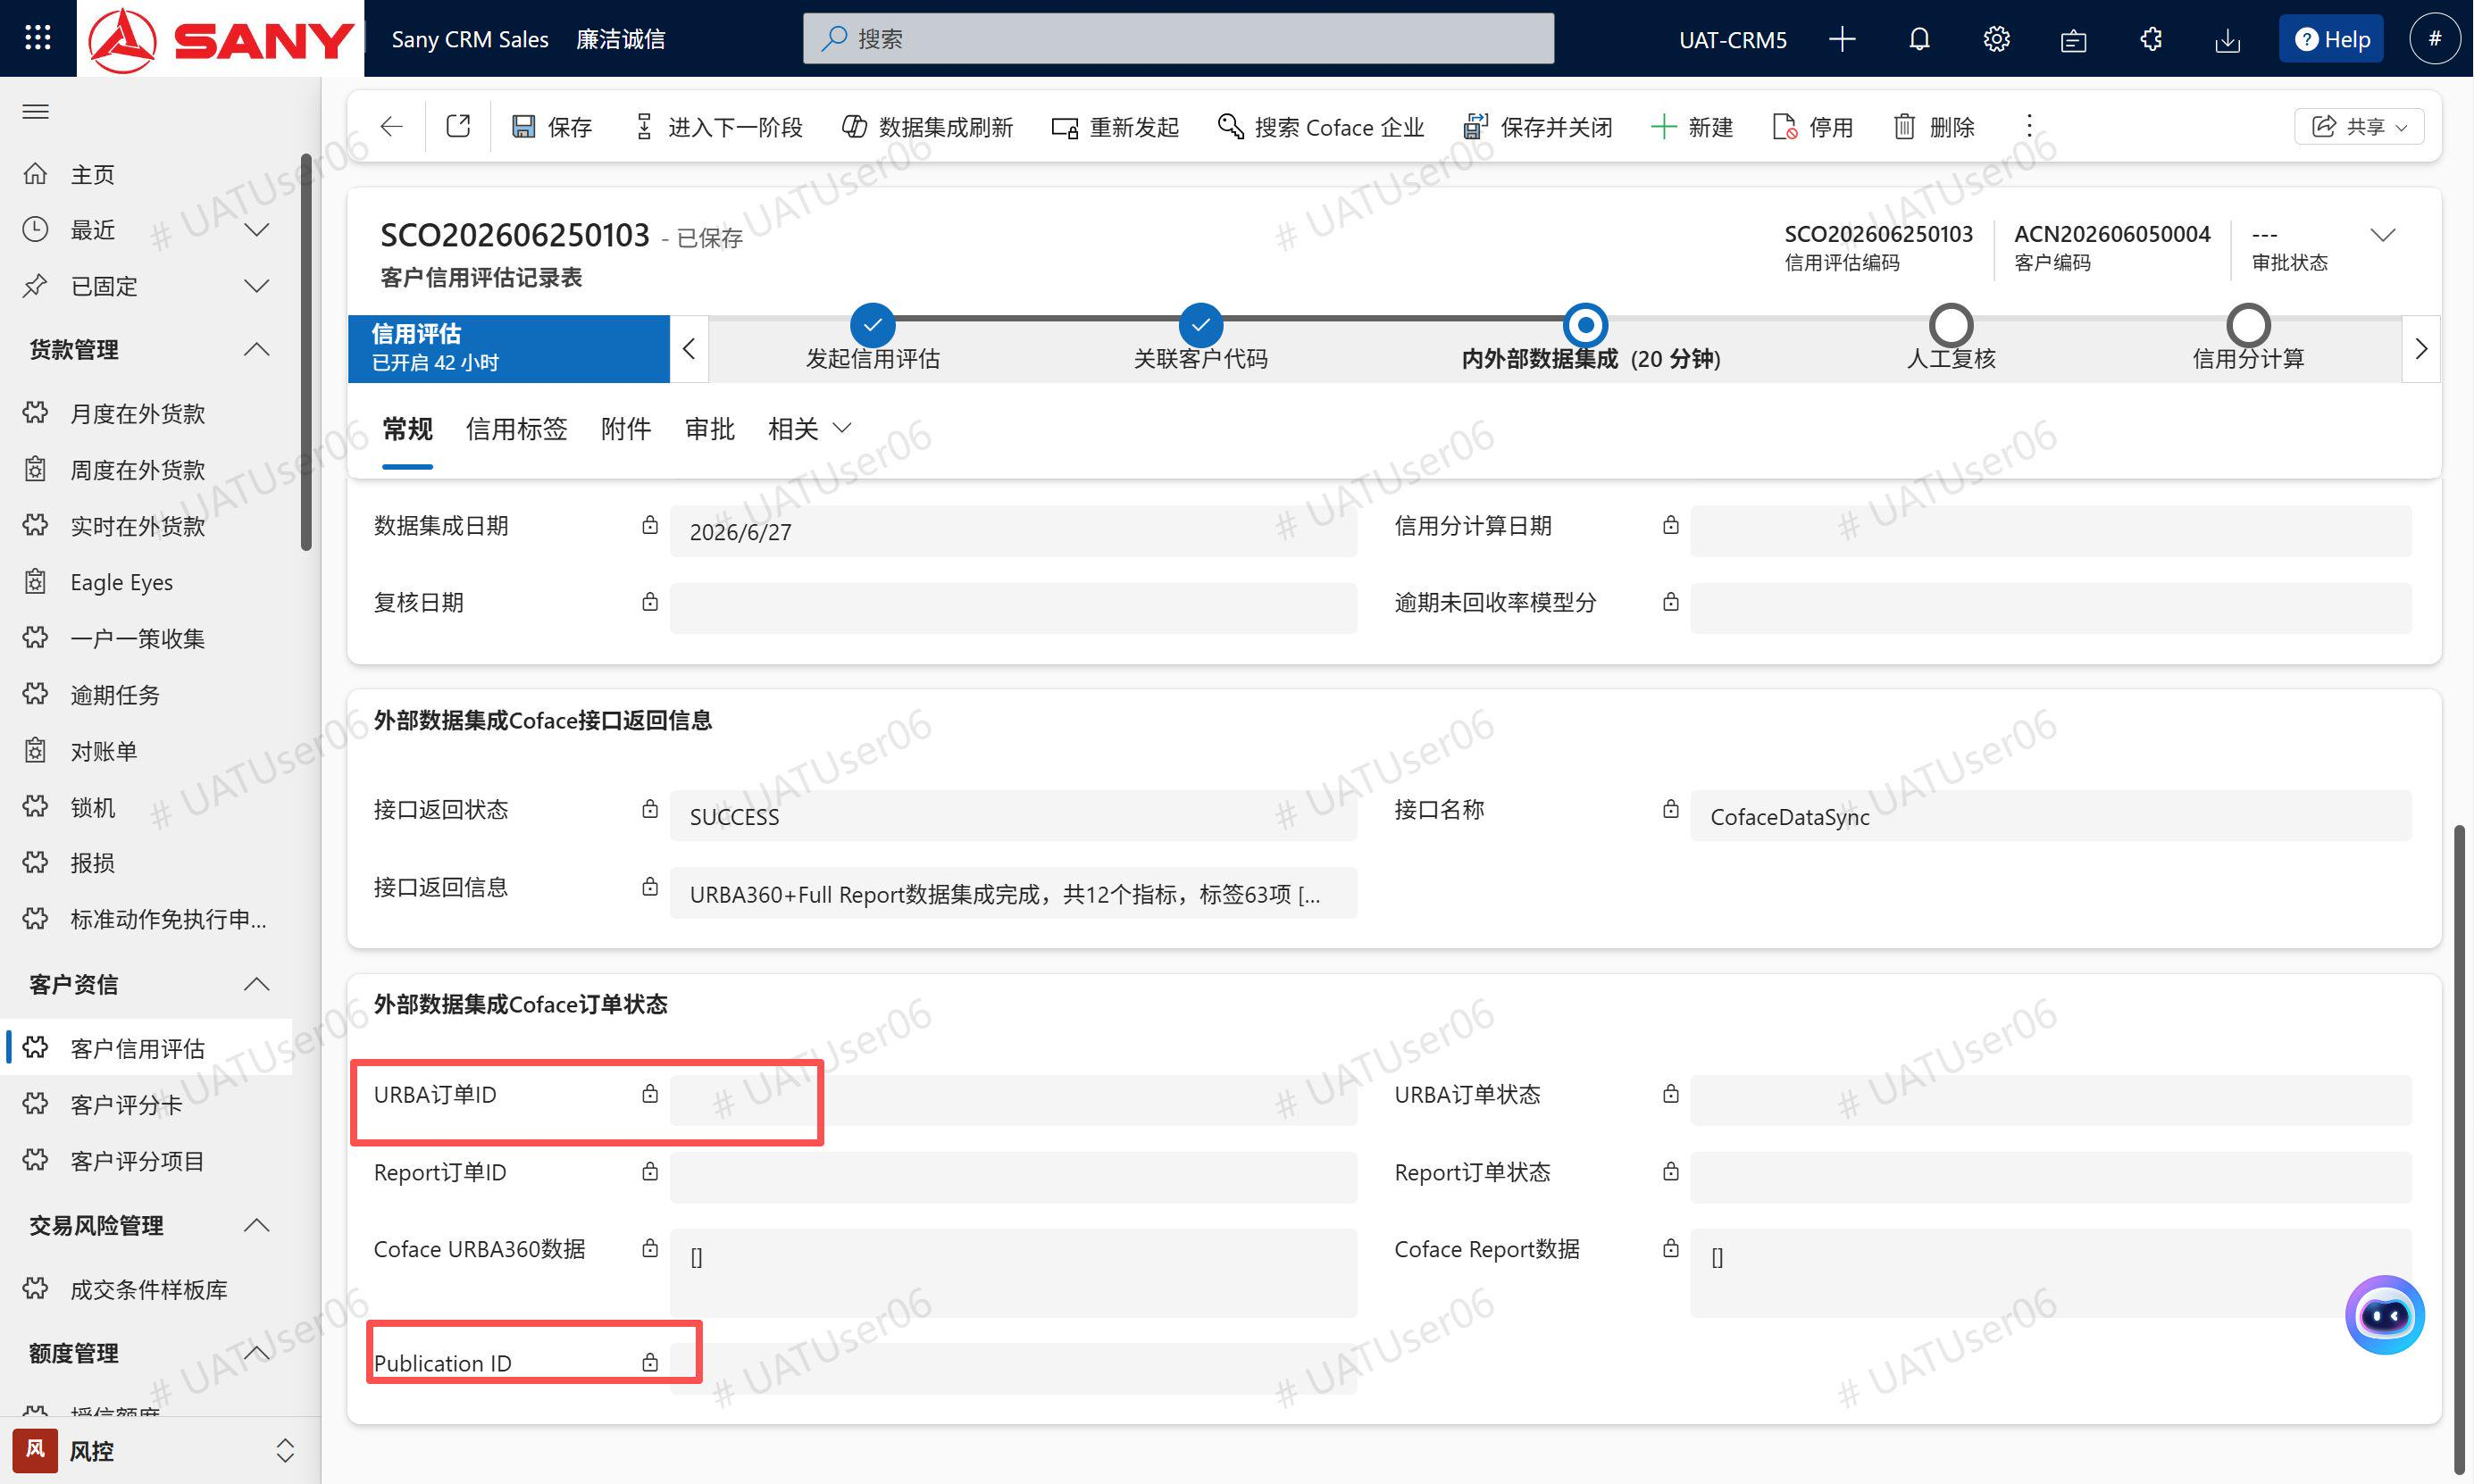 SANY
Sany CRM Sales
廉洁诚信
搜索
UAT-CRM5
Help
#
保存
进入下一阶段
数据集成刷新
重新发起
搜索 Coface 企业
保存并关闭
新建
停用
删除
共享
主页
最近
已固定
货款管理
月度在外货款
周度在外货款
实时在外货款
Eagle Eyes
一户一策收集
逾期任务
对账单
锁机
报损
标准动作免执行申...
客户资信
客户信用评估
客户评分卡
客户评分项目
交易风险管理
成交条件样板库
额度管理
授信额度
风
风控
SCO202606250103 - 已保存
客户信用评估记录表
SCO202606250103
信用评估编码
ACN202606050004
客户编码
---
审批状态
信用评估
已开启 42 小时
发起信用评估
关联客户代码
内外部数据集成 (20 分钟)
人工复核
信用分计算
常规
信用标签
附件
审批
相关
数据集成日期
2026/6/27
信用分计算日期
复核日期
逾期未回收率模型分
外部数据集成Coface接口返回信息
接口返回状态
SUCCESS
接口名称
CofaceDataSync
接口返回信息
URBA360+Full Report数据集成完成，共12个指标，标签63项 [...
外部数据集成Coface订单状态
URBA订单ID
URBA订单状态
Report订单ID
Report订单状态
Coface URBA360数据
[]
Coface Report数据
[]
Publication ID
# UATUser06